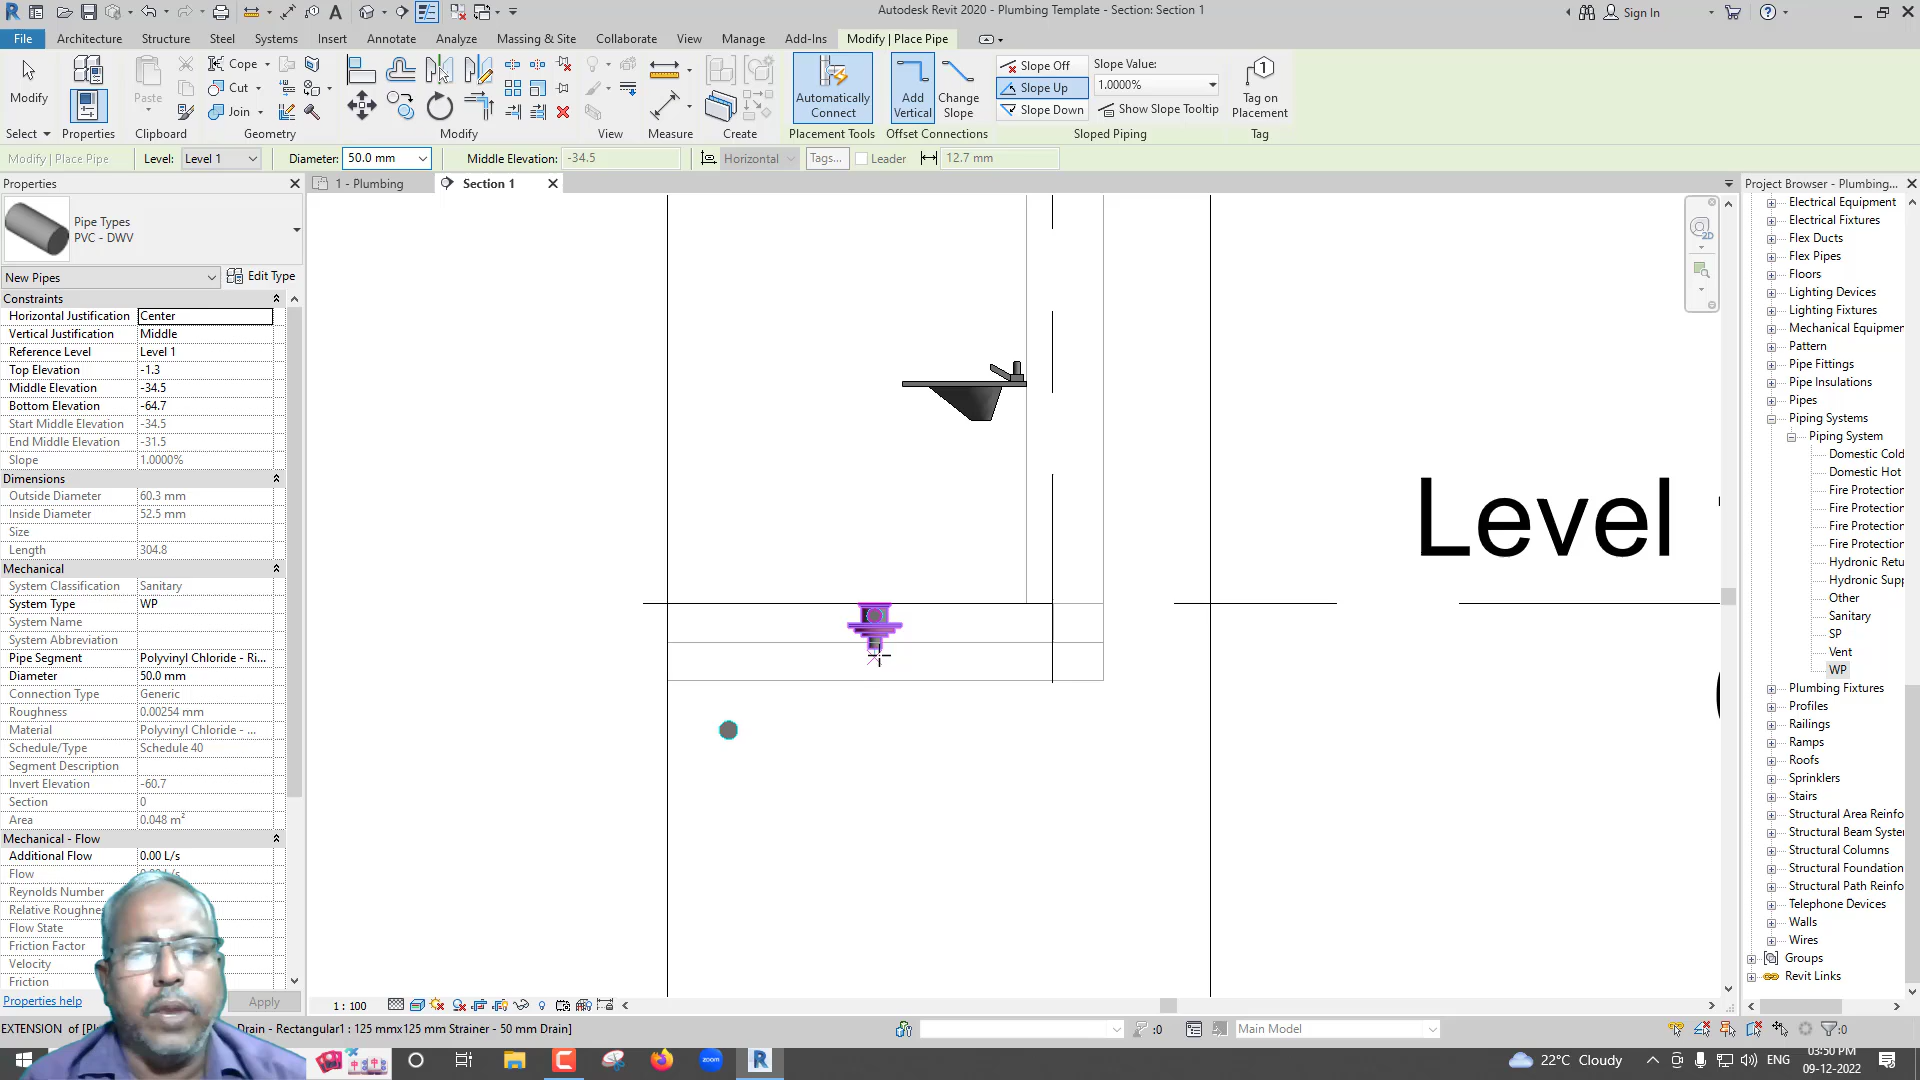 Autodesk Revit 2020 - Plumbing Template - Section: Section 1
Sign In
File Architecture Structure Steel Systems Insert Annotate Analyze Massing & Site Collaborate View Manage Add-Ins Modify | Place Pipe
Modify
Paste
Cope
Cut
Join
Automatically
Connect
Add
Vertical
Change
Slope
Slope Off
Slope Up
Slope Down
Slope Value:
1.0000%
Show Slope Tooltip
Tag on
Placement
Select Properties Clipboard Geometry Modify View Measure Create Placement Tools Offset Connections Sloped Piping Tag
Modify | Place Pipe Level: Level 1 Diameter: 50.0 mm Middle Elevation: -34.5 Horizontal Tags... Leader 12.7 mm
Properties
1 - Plumbing
Section 1
Project Browser - Plumbing...
Pipe Types
PVC - DWV
New Pipes
Edit Type
Constraints
Horizontal Justification Center
Vertical Justification Middle
Reference Level Level 1
Top Elevation -1.3
Middle Elevation -34.5
Bottom Elevation -64.7
Start Middle Elevation -34.5
End Middle Elevation -31.5
Slope 1.0000%
Dimensions
Outside Diameter 60.3 mm
Inside Diameter 52.5 mm
Size
Length 304.8
Mechanical
System Classification Sanitary
System Type WP
System Name
System Abbreviation
Pipe Segment Polyvinyl Chloride - Ri...
Diameter 50.0 mm
Connection Type Generic
Roughness 0.00254 mm
Material Polyvinyl Chloride - ...
Schedule/Type Schedule 40
Segment Description
Invert Elevation -60.7
Section 0
Area 0.048 m²
Mechanical - Flow
Additional Flow 0.00 L/s
Flow
Reynolds Number
Relative Roughne
Flow State
Friction Factor
Velocity
Friction
Properties help
Apply
Level
Electrical Equipment
Electrical Fixtures
Flex Ducts
Flex Pipes
Floors
Lighting Devices
Lighting Fixtures
Mechanical Equipmen
Pattern
Pipe Fittings
Pipe Insulations
Pipes
Piping Systems
Piping System
Domestic Cold
Domestic Hot
Fire Protection
Fire Protection
Fire Protection
Fire Protection
Hydronic Retu
Hydronic Supp
Other
Sanitary
SP
Vent
WP
Plumbing Fixtures
Profiles
Railings
Ramps
Roofs
Sprinklers
Stairs
Structural Area Reinfo
Structural Beam System
Structural Columns
Structural Foundation
Structural Path Reinfo
Telephone Devices
Walls
Wires
Groups
Revit Links
1 : 100
EXTENSION of [Pl
Drain - Rectangular1 : 125 mmx125 mm Strainer - 50 mm Drain]
:0
Main Model
:0
zoom
22°C Cloudy
ENG
03:50 PM
09-12-2022